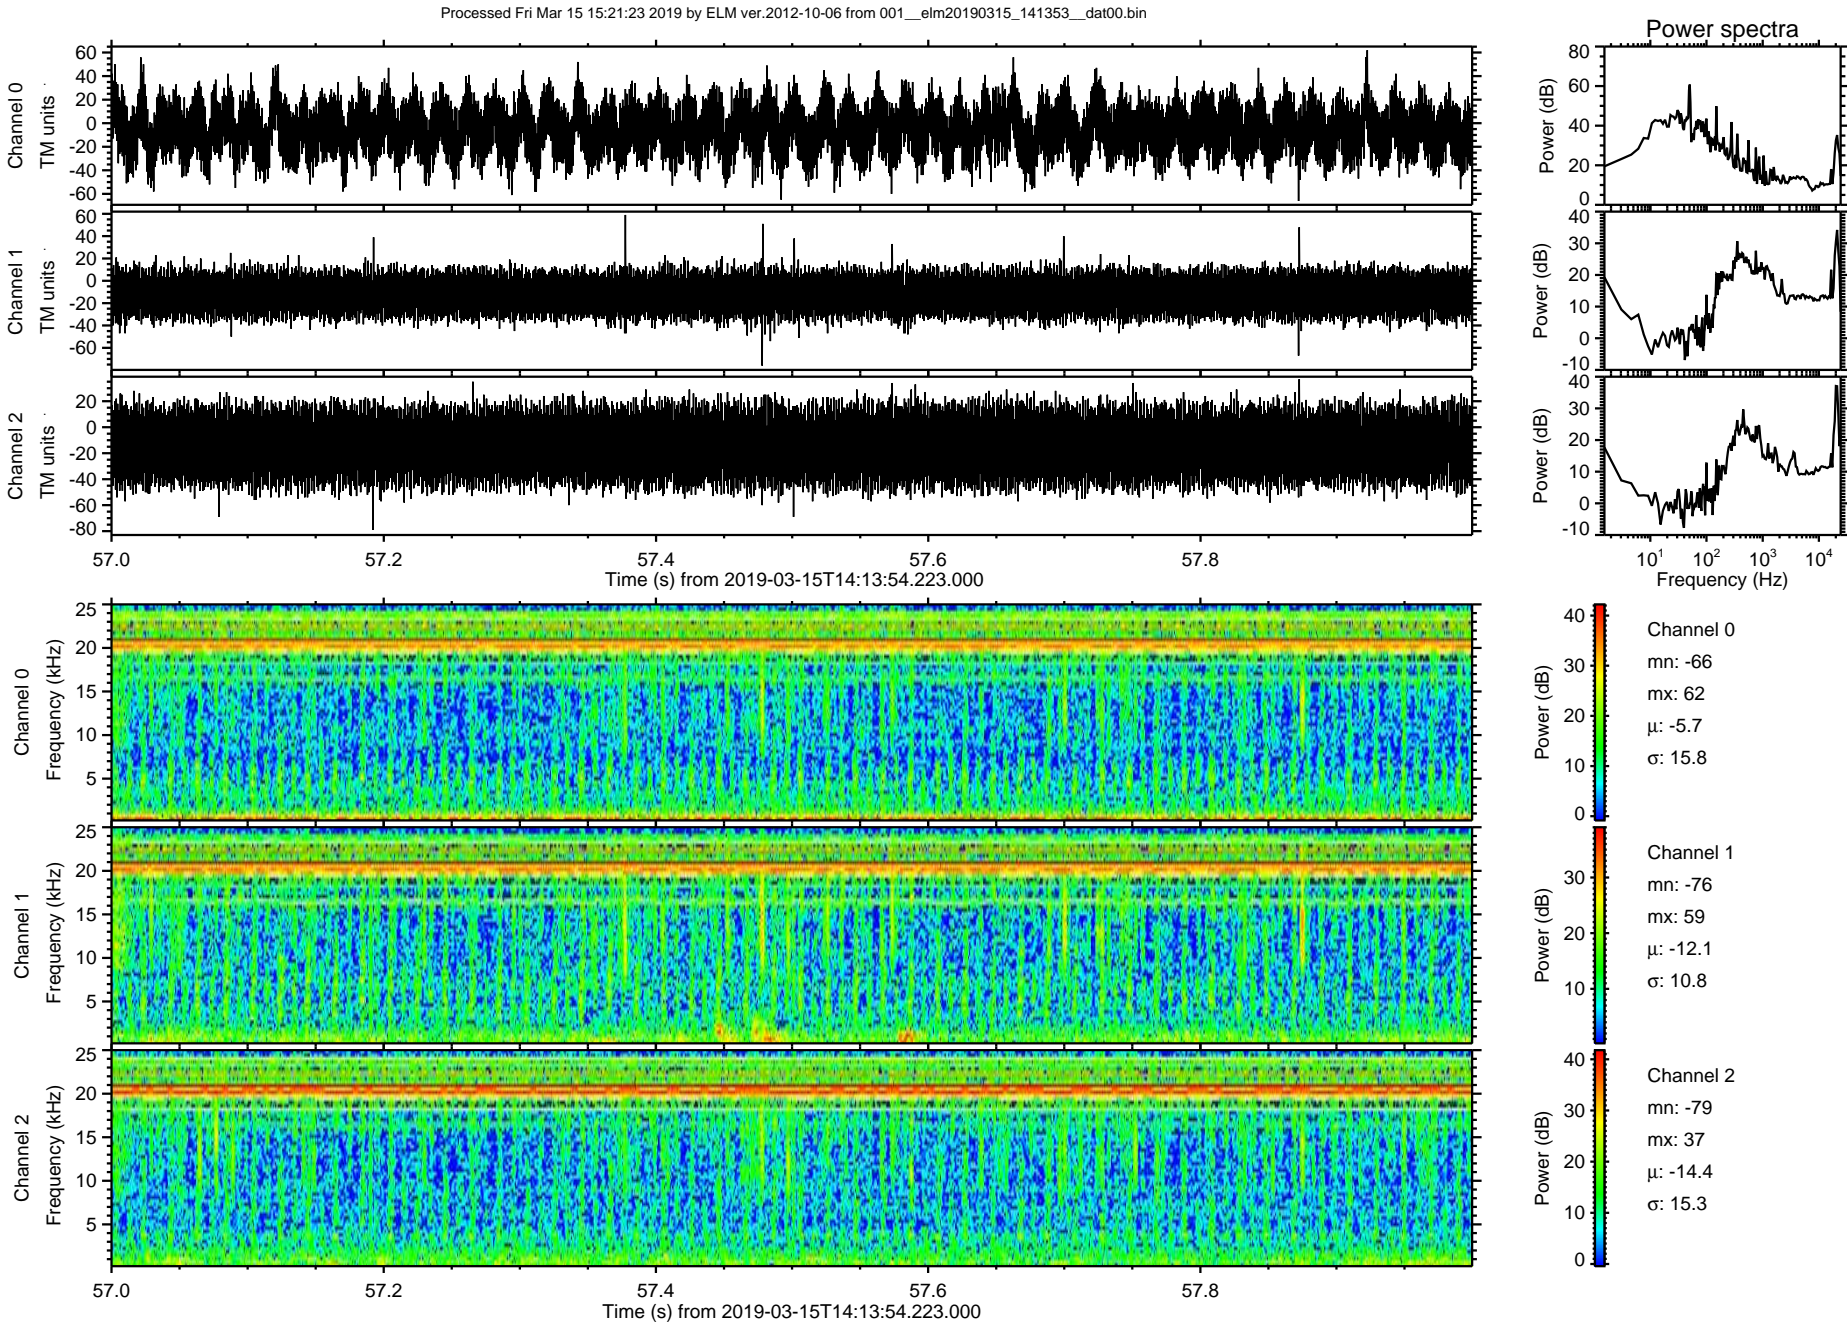 Processed Fri Mar 15 15:21:23 2019 by ELM ver.2012-10-06 from 001__elm20190315_141353__dat00.bin
Power spectra
Channel 0
TM units
60
40
20
0
-20
-40
-60
Power (dB)
80
60
40
20
0
Channel 1
TM units
60
40
20
0
-20
-40
-60
Power (dB)
40
30
20
10
0
-10
Channel 2
TM units
20
0
-20
-40
-60
-80
Power (dB)
40
30
20
10
0
-10
57.0 57.2 57.4 57.6 57.8
Time (s) from 2019-03-15T14:13:54.223.000
10^1 10^2 10^3 10^4
Frequency (Hz)
Channel 0
Frequency (kHz)
25
20
15
10
5
Power (dB)
40
30
20
10
0
Channel 0
mn: -66
mx: 62
μ: -5.7
σ: 15.8
Channel 1
Frequency (kHz)
25
20
15
10
5
Power (dB)
30
20
10
Channel 1
mn: -76
mx: 59
μ: -12.1
σ: 10.8
Channel 2
Frequency (kHz)
25
20
15
10
5
Power (dB)
40
30
20
10
0
Channel 2
mn: -79
mx: 37
μ: -14.4
σ: 15.3
57.0 57.2 57.4 57.6 57.8
Time (s) from 2019-03-15T14:13:54.223.000